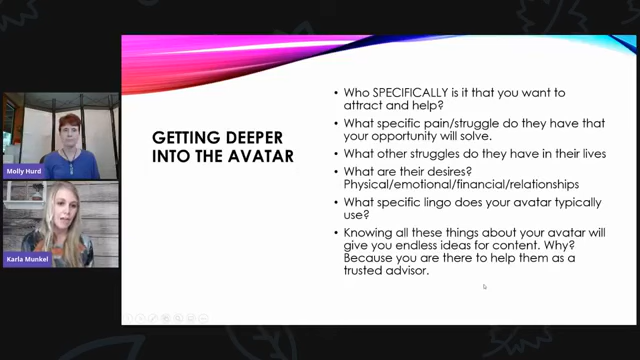 Molly Hurd
Karla Munkel
GETTING DEEPER
INTO THE AVATAR
• Who SPECIFICALLY is it that you want to
attract and help?
• What specific pain/struggle do they have that
your opportunity will solve.
• What other struggles do they have in their lives
• What are their desires?
Physical/emotional/financial/relationships
• What specific lingo does your avatar typically
use?
• Knowing all these things about your avatar will
give you endless ideas for content. Why?
Because you are there to help them as a
trusted advisor.